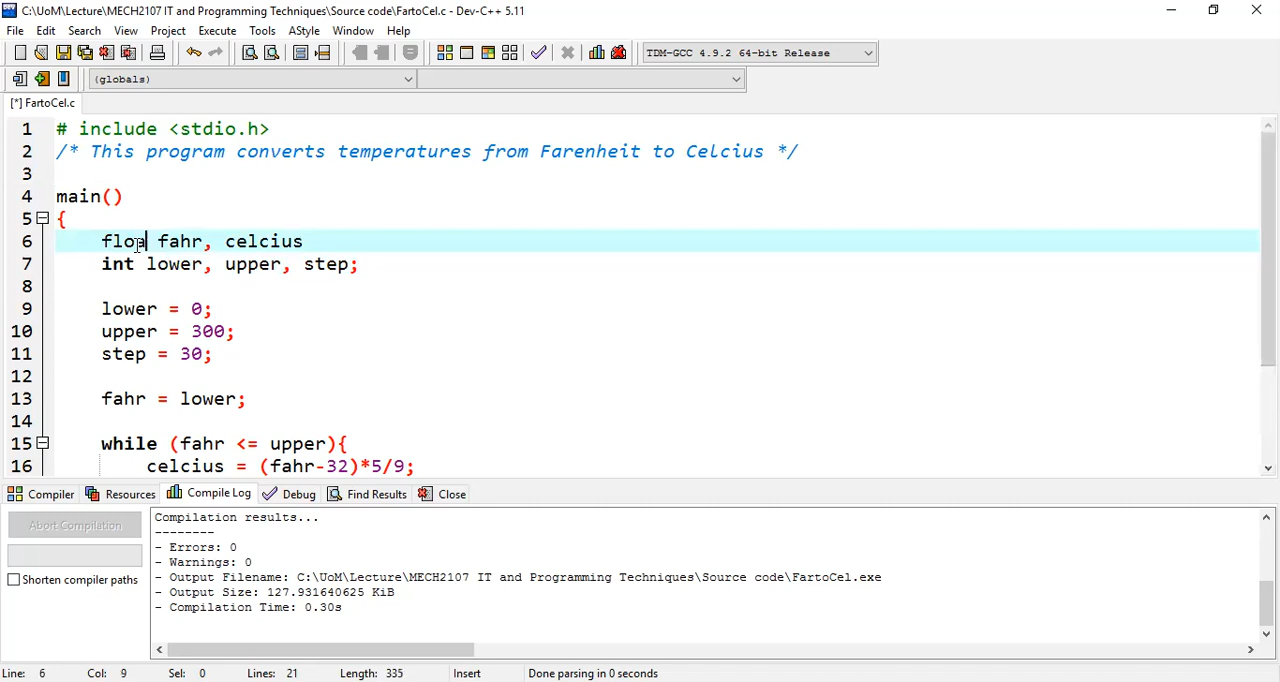 C:\UoM\Lecture\MECH2107 IT and Programming Techniques\Source code\FartoCel.c - Dev-C++ 5.11
File Edit Search View Project Execute Tools AStyle Window Help
TDM-GCC 4.9.2 64-bit Release
(globals)
[*] FartoCel.c
1 # include <stdio.h>
2 /* This program converts temperatures from Farenheit to Celcius */
3
4 main()
5 {
6 floa fahr, celcius
7 int lower, upper, step;
8
9 lower = 0;
10 upper = 300;
11 step = 30;
12
13 fahr = lower;
14
15 while (fahr <= upper){
16 celcius = (fahr-32)*5/9;
Compiler Resources Compile Log Debug Find Results Close
Abort Compilation
Shorten compiler paths
Compilation results...
--------
- Errors: 0
- Warnings: 0
- Output Filename: C:\UoM\Lecture\MECH2107 IT and Programming Techniques\Source code\FartoCel.exe
- Output Size: 127.931640625 KiB
- Compilation Time: 0.30s
Line: 6 Col: 9 Sel: 0 Lines: 21 Length: 335 Insert Done parsing in 0 seconds